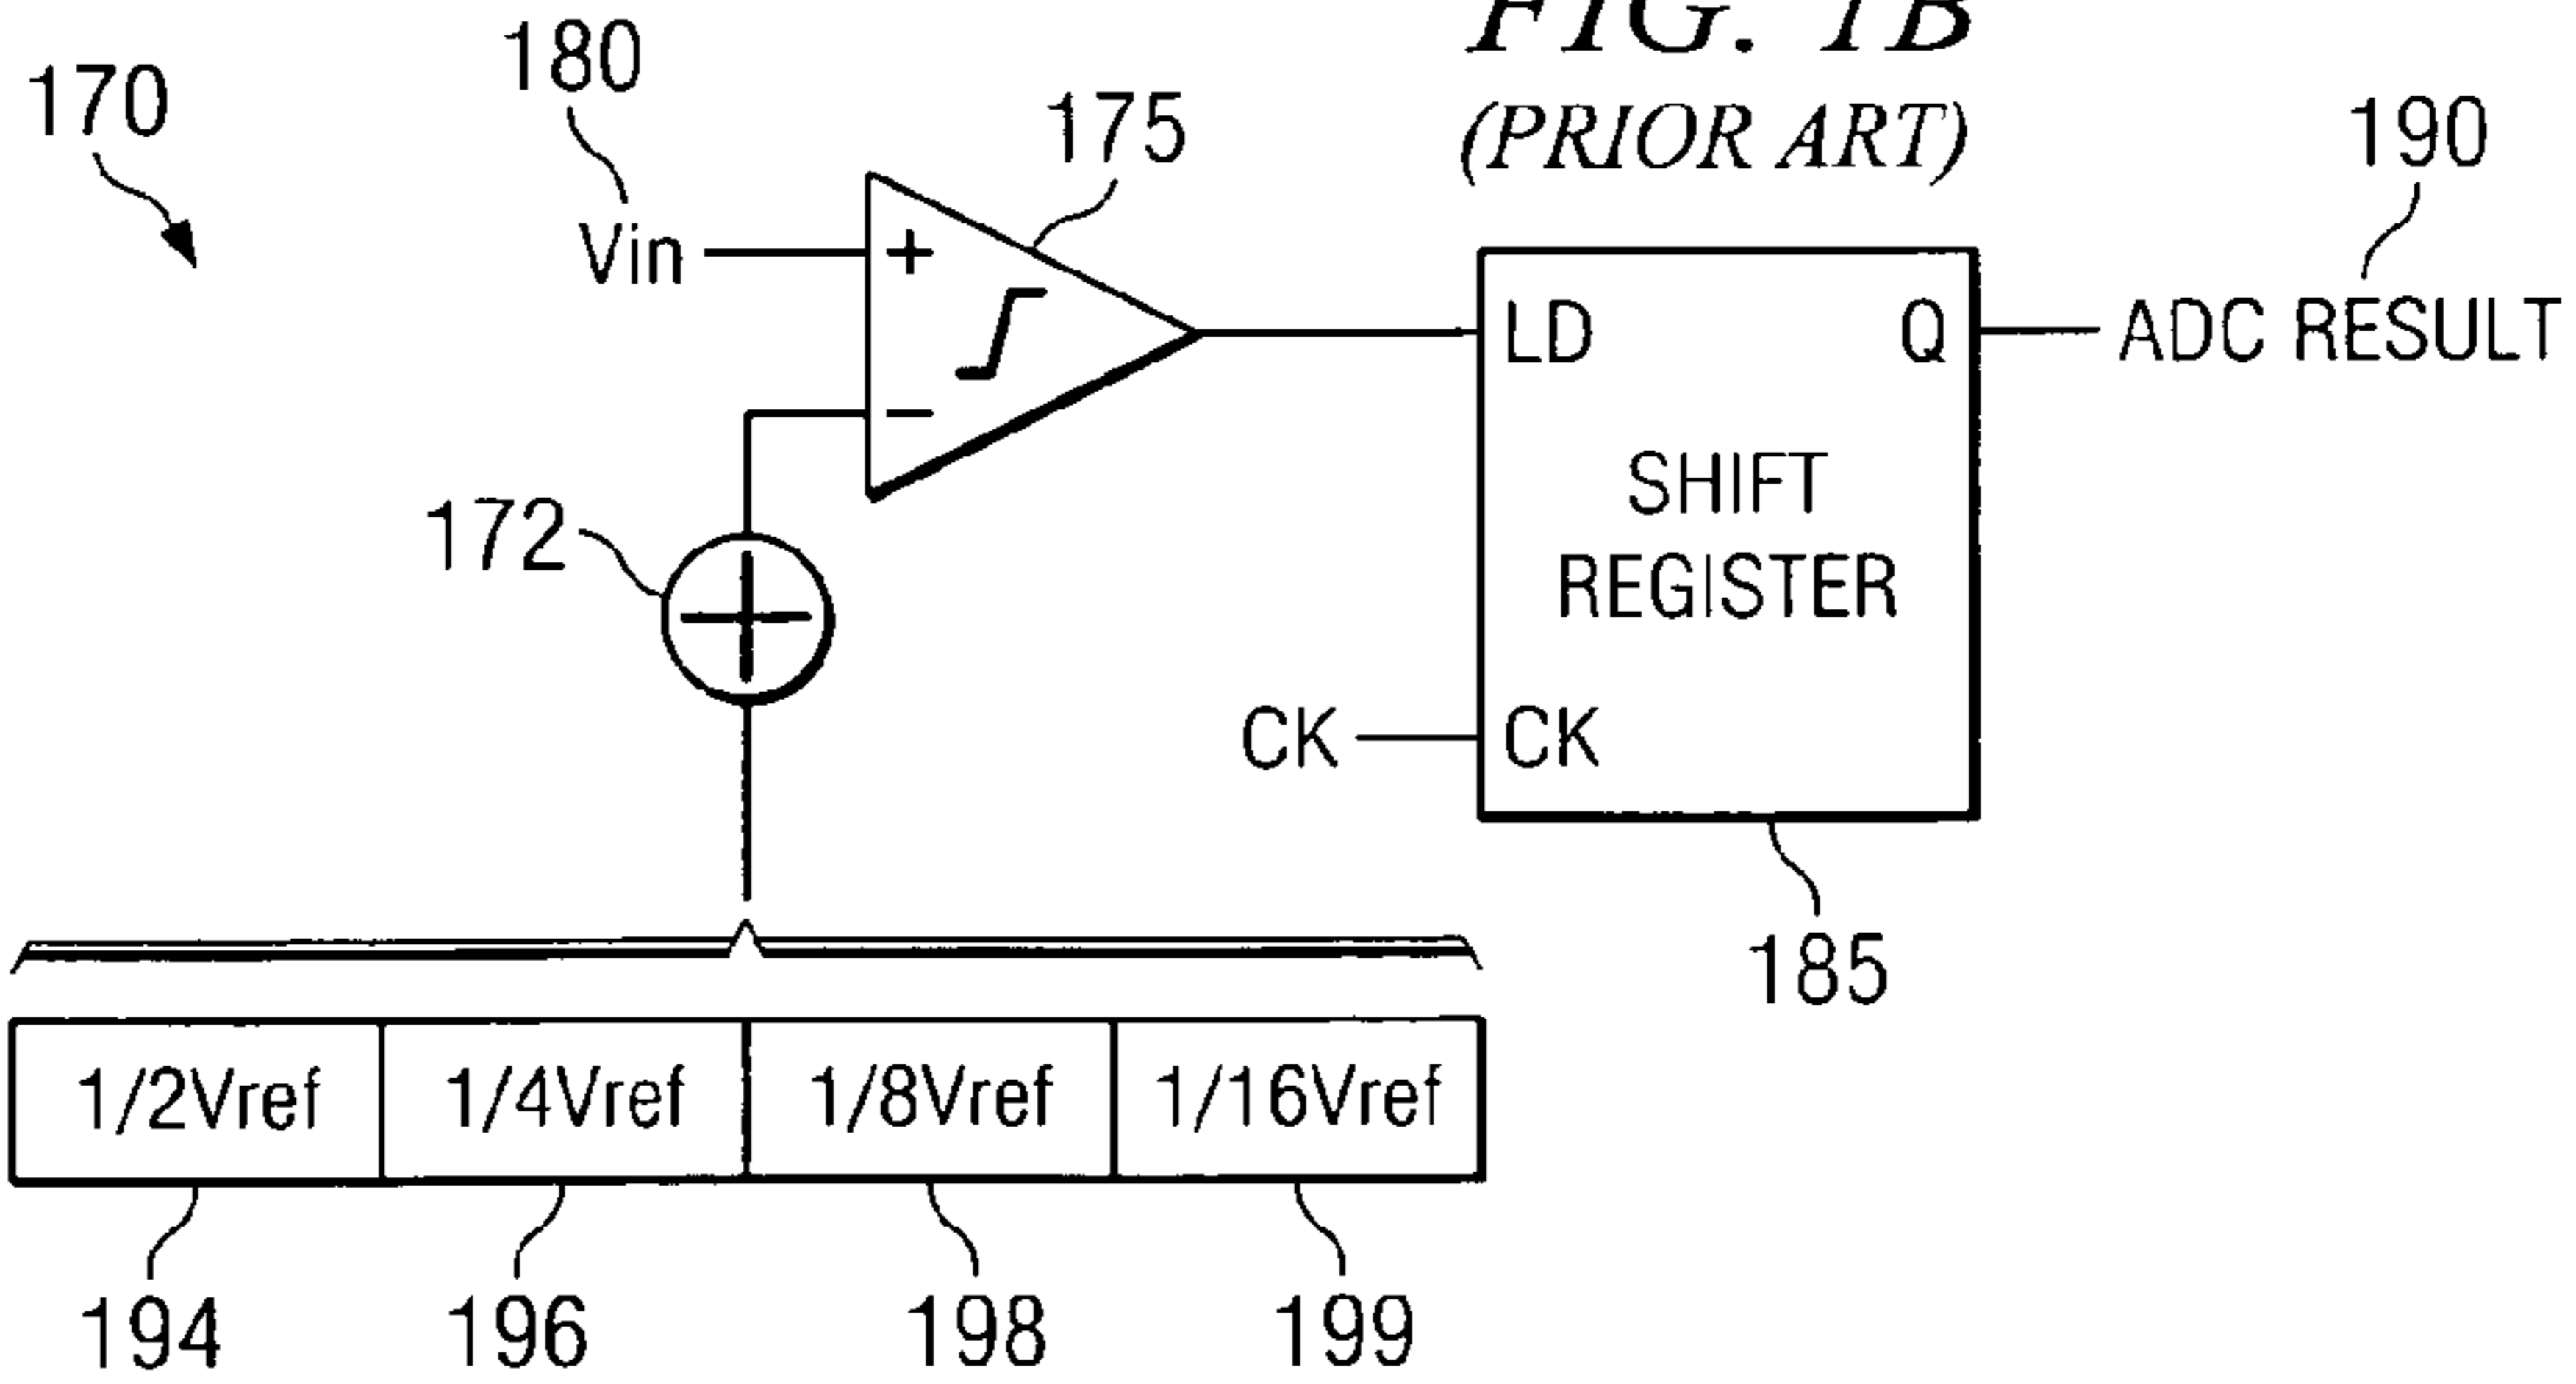 FIG. 1B
(PRIOR ART)
170
180
175
190
Vin
+
−
LD
Q
ADC RESULT
172
SHIFT
REGISTER
CK
CK
185
1/2Vref
1/4Vref
1/8Vref
1/16Vref
194
196
198
199